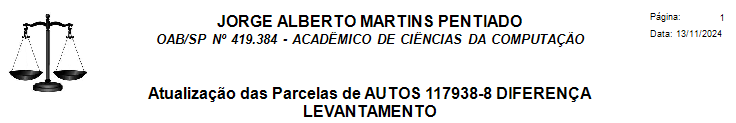 JORGE ALBERTO MARTINS PENTIADO
OAB/SP Nº 419.384 - ACADÊMICO DE CIÊNCIAS DA COMPUTAÇÃO
Página: 1
Data: 13/11/2024
Atualização das Parcelas de AUTOS 117938-8 DIFERENÇA
LEVANTAMENTO